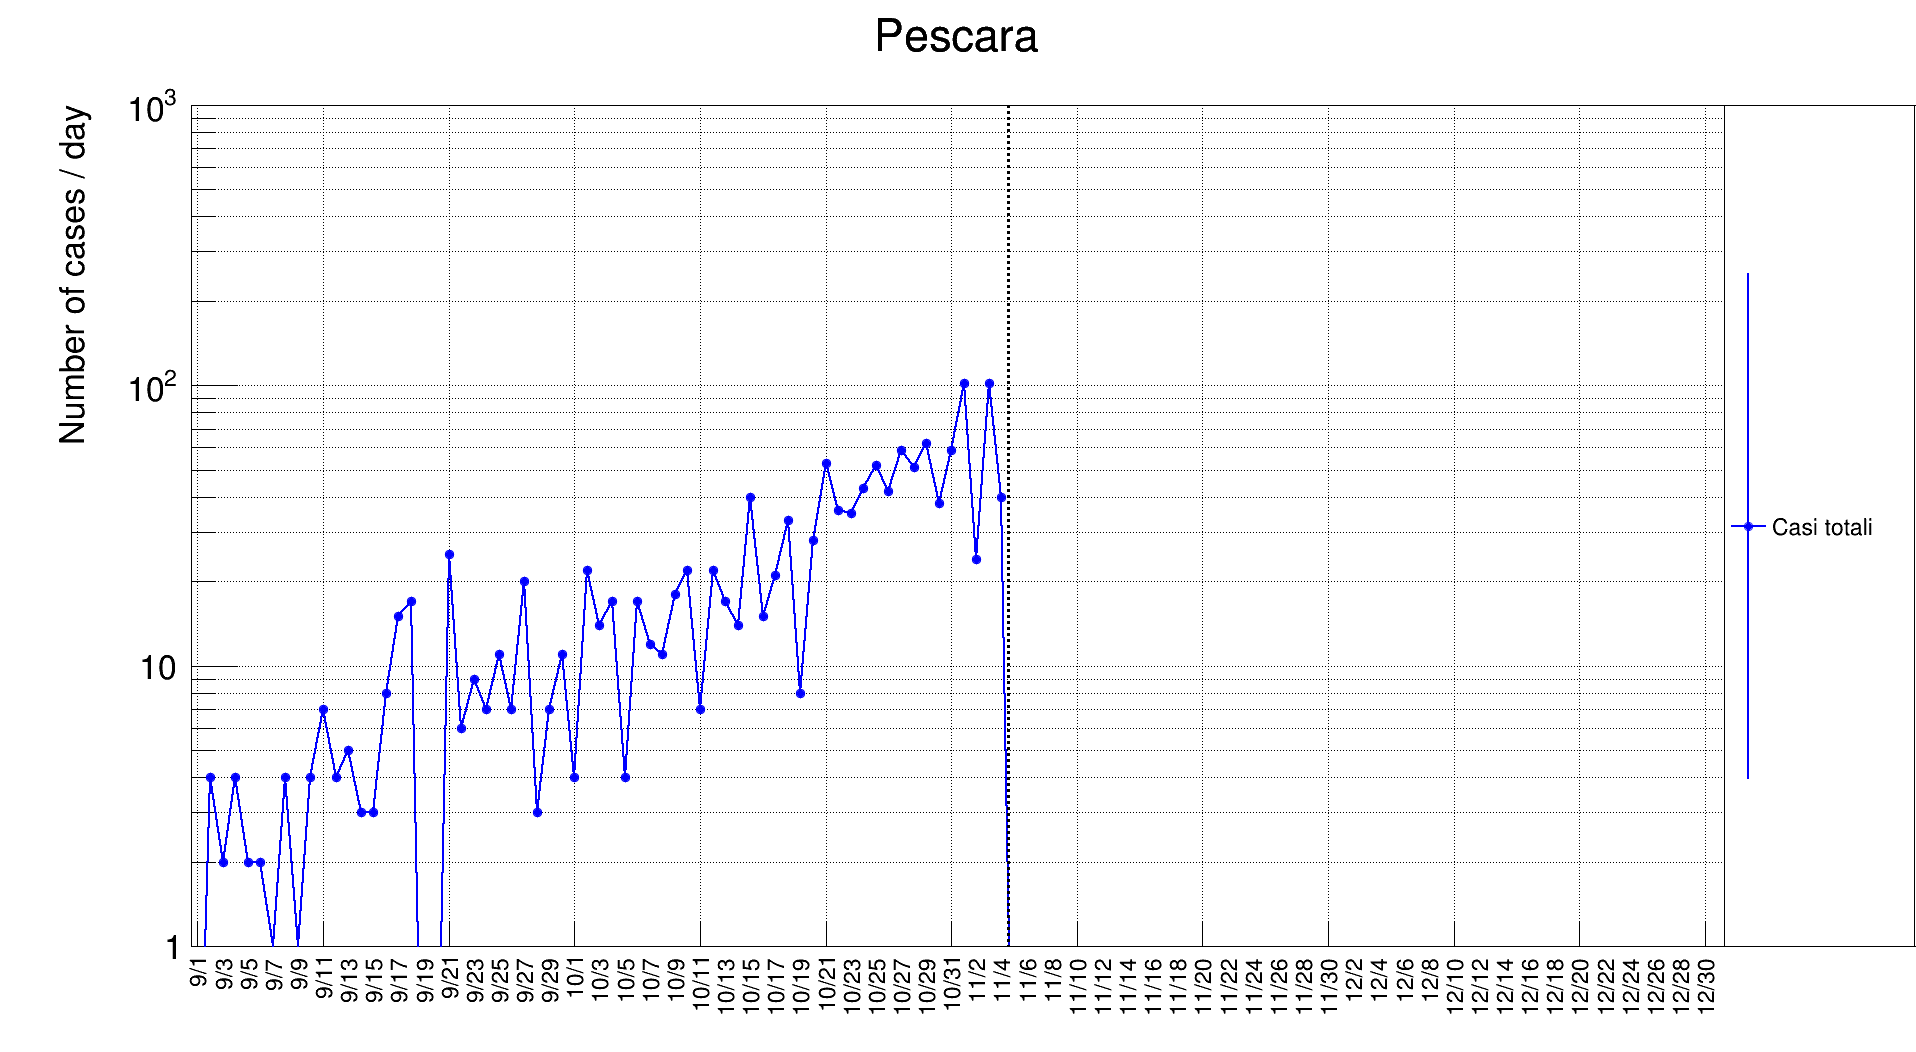 Pescara
Number of cases / day
10³
10²
10
1
Casi totali
9/1 9/3 9/5 9/7 9/9 9/11 9/13 9/15 9/17 9/19 9/21 9/23 9/25 9/27 9/29 10/1 10/3 10/5 10/7 10/9 10/11 10/13 10/15 10/17 10/19 10/21 10/23 10/25 10/27 10/29 10/31 11/2 11/4 11/6 11/8 11/10 11/12 11/14 11/16 11/18 11/20 11/22 11/24 11/26 11/28 11/30 12/2 12/4 12/6 12/8 12/10 12/12 12/14 12/16 12/18 12/20 12/22 12/24 12/26 12/28 12/30